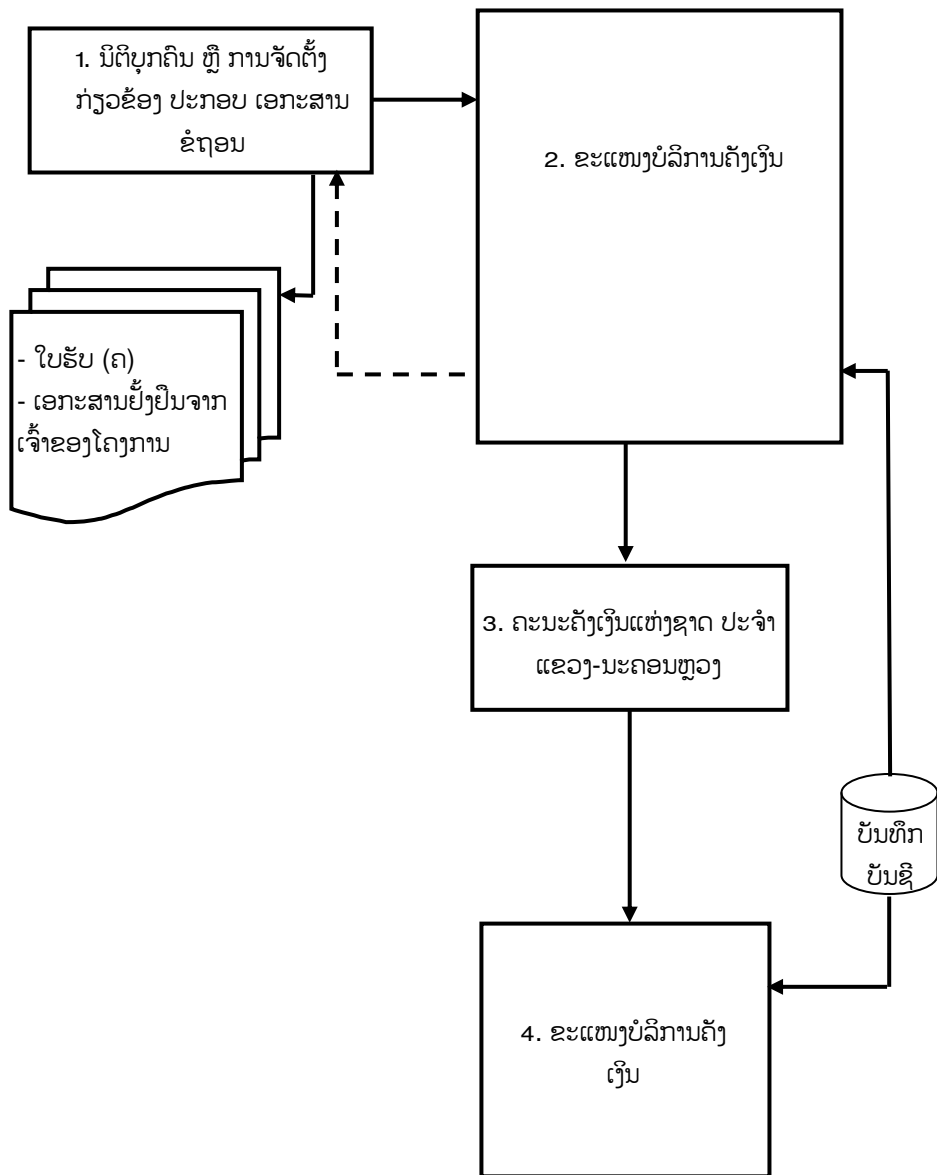 1. ນິຕິບຸກຄົນ ຫຼື ການຈັດຕັ້ງ
ກ່ຽວຂ້ອງ ປະກອບ ເອກະສານ
ຂໍຖອນ
2. ຂະແໜງບໍລິການຄັງເງິນ
- ໃບຮັບ (ຄ)
- ເອກະສານຢັ້ງຢືນຈາກ
ເຈົ້າຂອງໂຄງການ
3. ຄະນະຄັງເງິນແຫ່ງຊາດ ປະຈຳ
ແຂວງ-ນະຄອນຫຼວງ
ບັນທຶກ
ບັນຊີ
4. ຂະແໜງບໍລິການຄັງ
ເງິນ